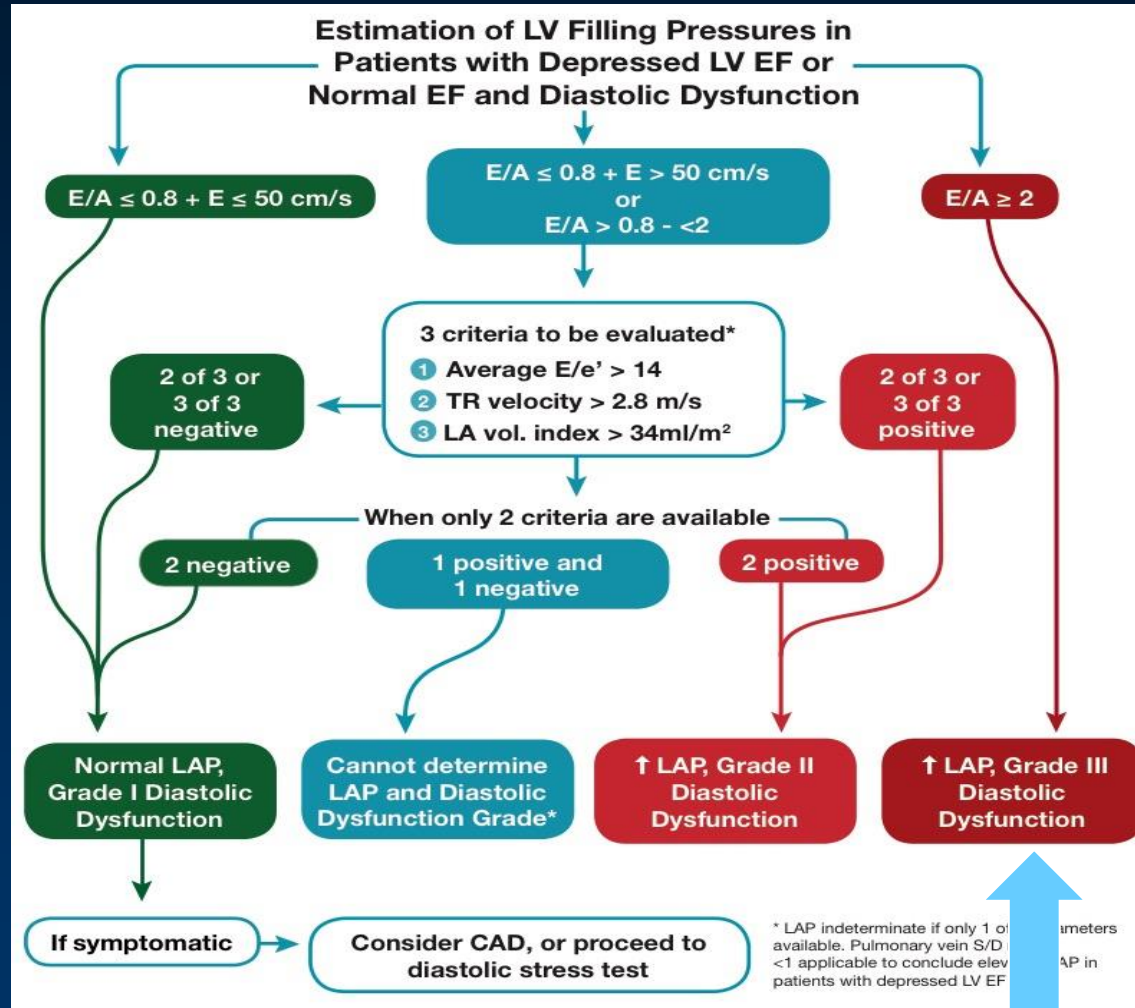 Estimation of LV Filling Pressures in
Patients with Depressed LV EF or
Normal EF and Diastolic Dysfunction
E/A ≤ 0.8 + E ≤ 50 cm/s
E/A ≤ 0.8 + E > 50 cm/s
or
E/A > 0.8 - <2
E/A ≥ 2
3 criteria to be evaluated*
1 Average E/e’ > 14
2 TR velocity > 2.8 m/s
3 LA vol. index > 34ml/m²
2 of 3 or
3 of 3
negative
2 of 3 or
3 of 3
positive
When only 2 criteria are available
2 negative
1 positive and
1 negative
2 positive
Normal LAP,
Grade I Diastolic
Dysfunction
Cannot determine
LAP and Diastolic
Dysfunction Grade*
↑ LAP, Grade II
Diastolic
Dysfunction
↑ LAP, Grade III
Diastolic
Dysfunction
If symptomatic
Consider CAD, or proceed to
diastolic stress test
* LAP indeterminate if only 1 of
available. Pulmonary vein S/D
<1 applicable to conclude in
patients with depressed LV EF